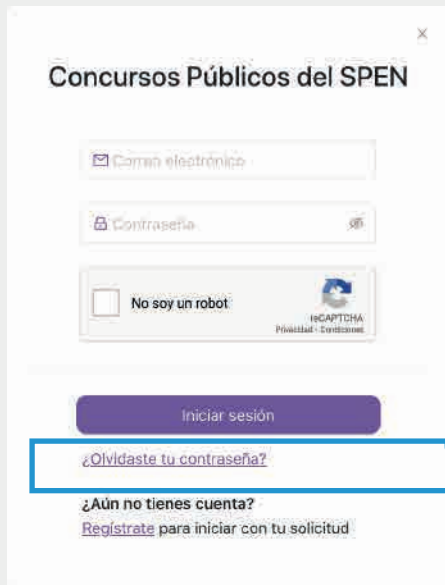 Concursos Públicos del SPEN
Correo electrónico
Contraseña
No soy un robot
reCAPTCHA
Privacidad - Condiciones
Iniciar sesión
¿Olvidaste tu contraseña?
¿Aún no tienes cuenta?
Regístrate para iniciar con tu solicitud